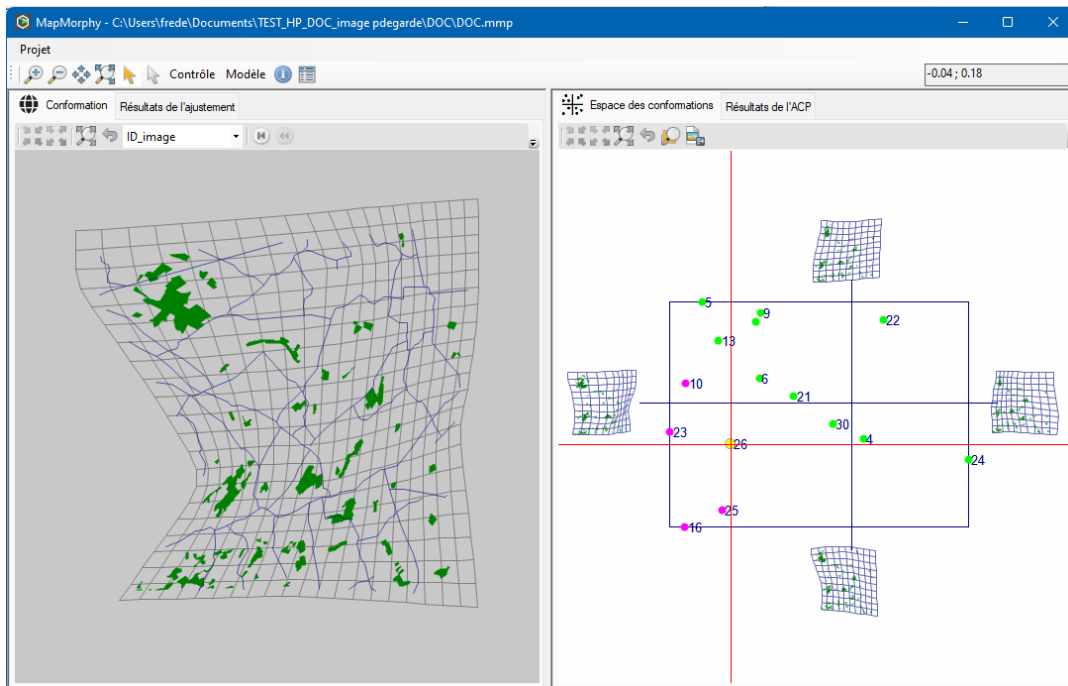 MapMorphy - C:\Users\frede\Documents\TEST_HP_DOC_image pdegarde\DOC\DOC.mmp
Projet
Contrôle Modèle
-0.04 ; 0.18
Conformation Résultats de l'ajustement
Espace des conformations Résultats de l'ACP
ID_image
5
9
22
13
10
6
21
30
23
4
26
24
25
16